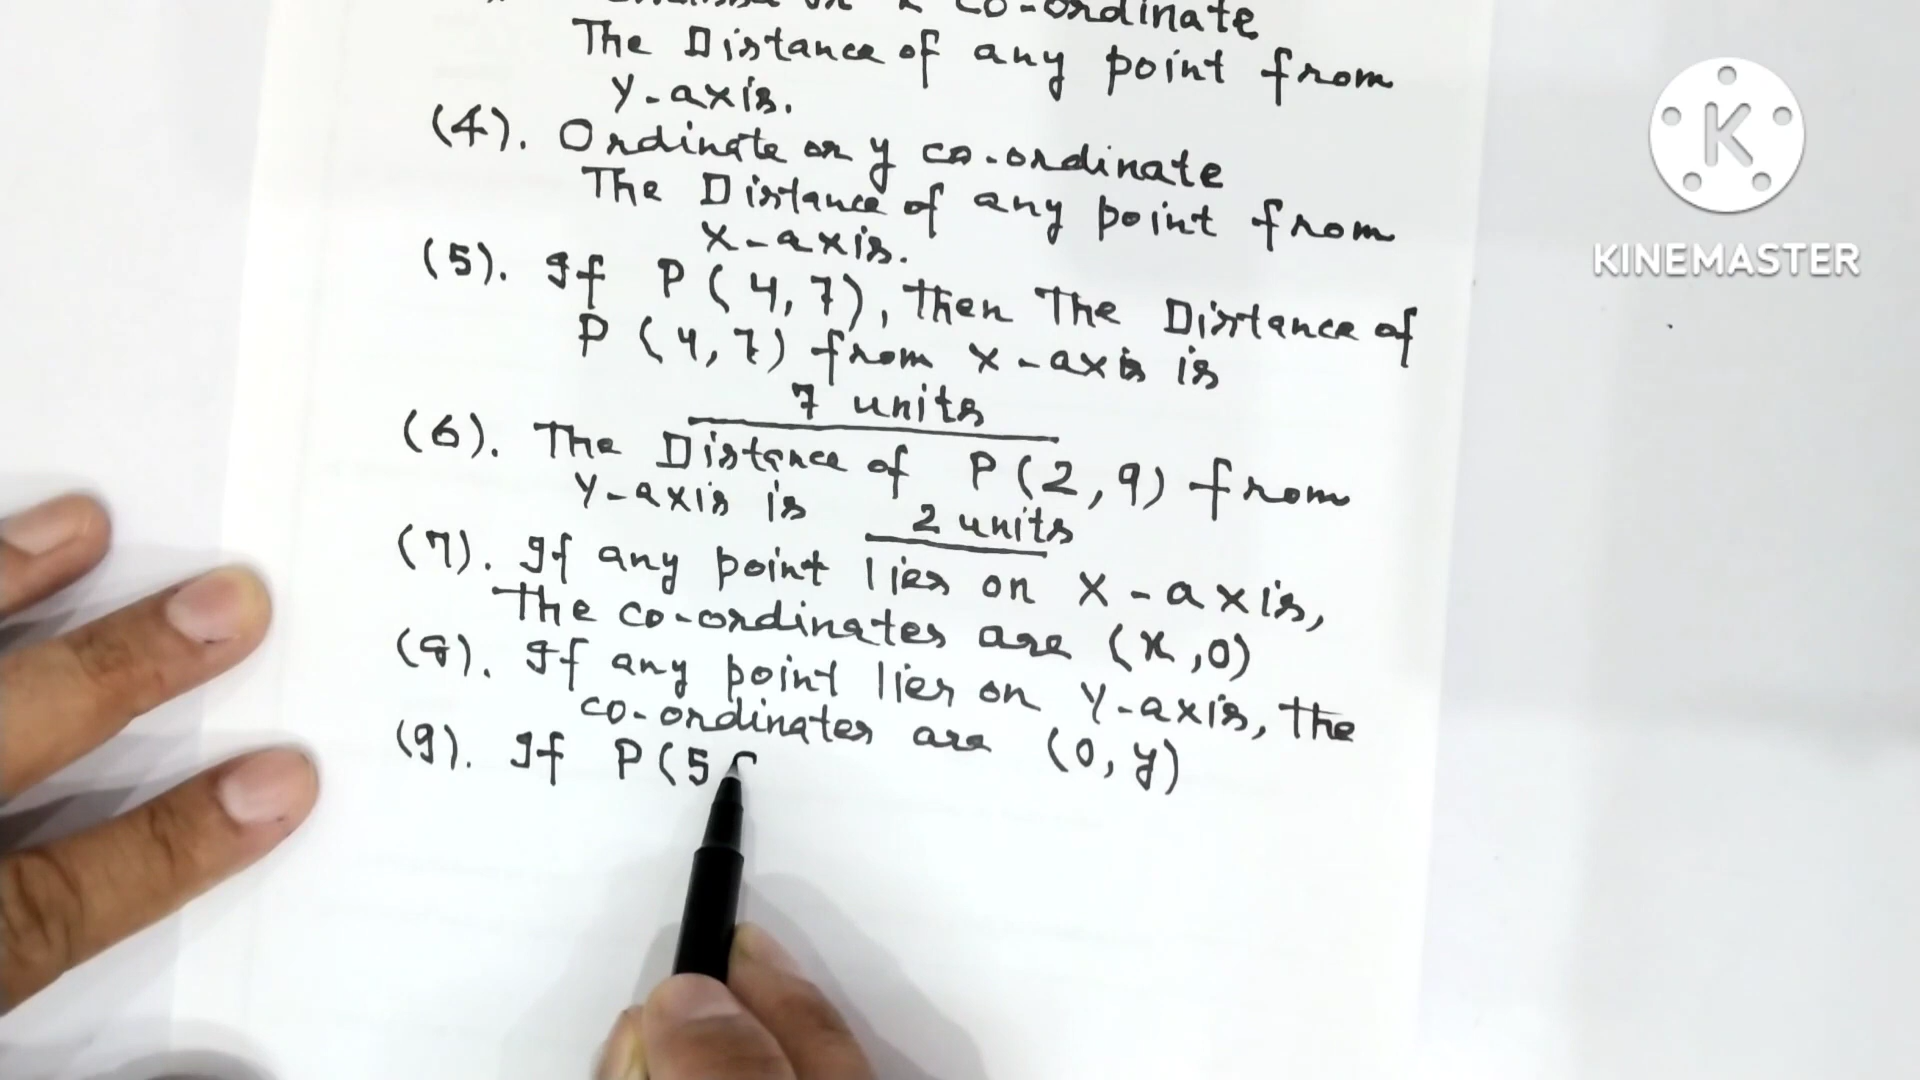 co-ordinate
The Distance of any point from
Y-axis.
(4). Ordinate or y co-ordinate
The Distance of any point from
X-axis.
(5). If P(4,7), then The Distance of
P(4,7) from X-axis is
7 units
(6). The Distance of P(2,9) from
Y-axis is 2 units
(7). If any point lies on X-axis,
The co-ordinates are (x,0)
(8). If any point lies on Y-axis, the
co-ordinates are (0,y)
(9). If P(5
K
KINEMASTER